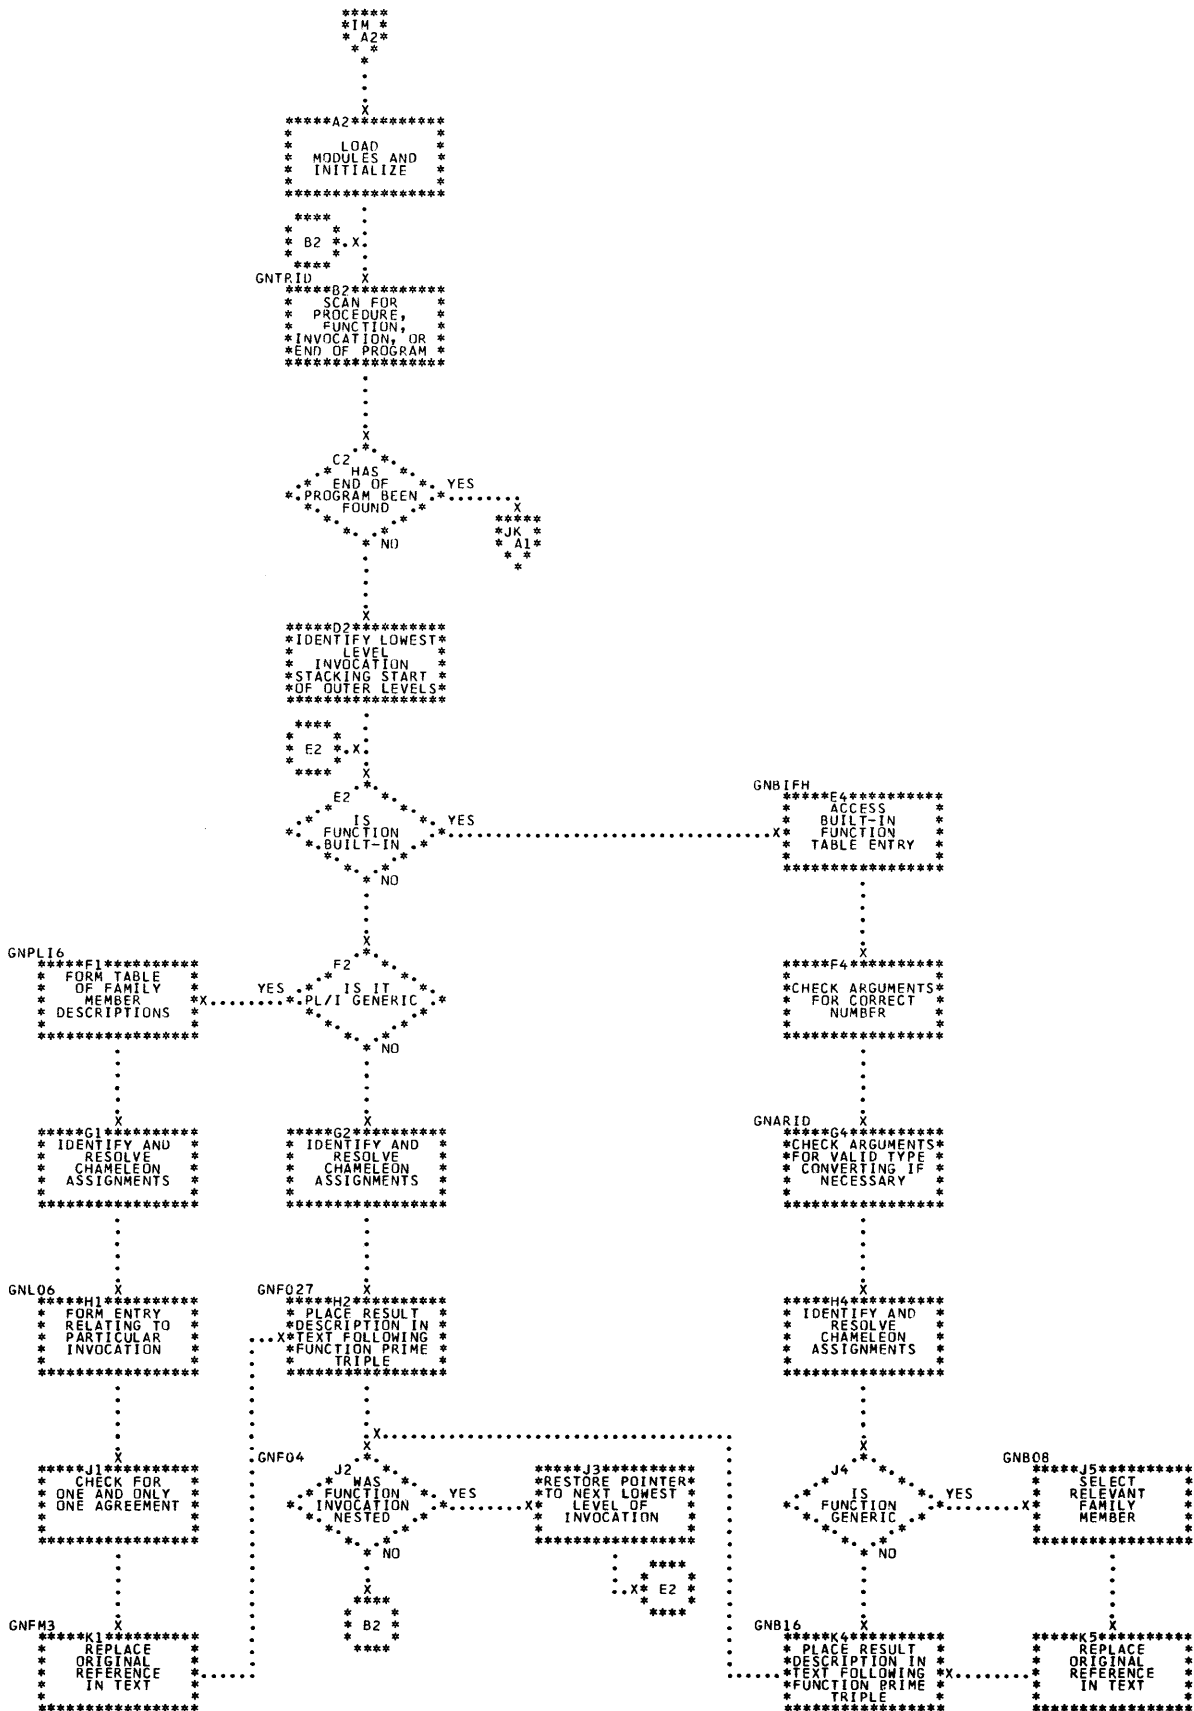 IM
A2
A2
LOAD
MODULES AND
INITIALIZE
B2
GNTRID
B2
SCAN FOR
PROCEDURE,
FUNCTION,
INVOCATION, OR
END OF PROGRAM
C2
HAS
END OF
PROGRAM BEEN
FOUND
YES
NO
JK
A1
D2
IDENTIFY LOWEST
LEVEL
INVOCATION
STACKING START
OF OUTER LEVELS
E2
E2
IS
FUNCTION
BUILT-IN
YES
NO
GNBIFH
E4
ACCESS
BUILT-IN
FUNCTION
TABLE ENTRY
GNPLI6
F1
FORM TABLE
OF FAMILY
MEMBER
DESCRIPTIONS
F2
IS IT
PL/I GENERIC
YES
NO
F4
CHECK ARGUMENTS
FOR CORRECT
NUMBER
G1
IDENTIFY AND
RESOLVE
CHAMELEON
ASSIGNMENTS
G2
IDENTIFY AND
RESOLVE
CHAMELEON
ASSIGNMENTS
GNARID
G4
CHECK ARGUMENTS
FOR VALID TYPE
CONVERTING IF
NECESSARY
GNL06
H1
FORM ENTRY
RELATING TO
PARTICULAR
INVOCATION
GNF027
H2
PLACE RESULT
DESCRIPTION IN
TEXT FOLLOWING
FUNCTION PRIME
TRIPLE
H4
IDENTIFY AND
RESOLVE
CHAMELEON
ASSIGNMENTS
J1
CHECK FOR
ONE AND ONLY
ONE AGREEMENT
GNF04
J2
WAS
FUNCTION
INVOCATION
NESTED
YES
NO
J3
RESTORE POINTER
TO NEXT LOWEST
LEVEL OF
INVOCATION
E2
B2
J4
IS
FUNCTION
GENERIC
YES
NO
GNB08
J5
SELECT
RELEVANT
FAMILY
MEMBER
GNFM3
K1
REPLACE
ORIGINAL
REFERENCE
IN TEXT
GNB16
K4
PLACE RESULT
DESCRIPTION IN
TEXT FOLLOWING
FUNCTION PRIME
TRIPLE
K5
REPLACE
ORIGINAL
REFERENCE
IN TEXT